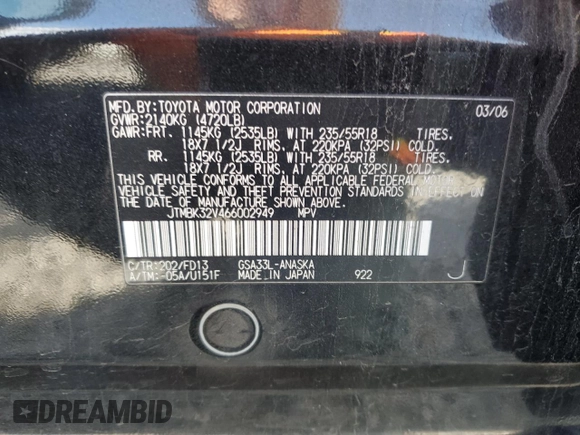 MFD.BY:TOYOTA MOTOR CORPORATION 03/06
GVWR:2140KG (4720LB)
GAWR:FRT. 1145KG (2535LB) WITH 235/55R18 TIRES.
18X7 1/2J RIMS. AT 220KPA (32PSI) COLD.
RR. 1145KG (2535LB) WITH 235/55R18 TIRES.
18X7 1/2J RIMS. AT 220KPA (32PSI) COLD.
THIS VEHICLE CONFORMS TO ALL APPLICABLE FEDERAL MOTOR
VEHICLE SAFETY AND THEFT PREVENTION STANDARDS IN EFFECT ON
THE DATE OF MANUFACTURE SHOWN ABOVE.
JTMBK32V466002949 MPV
C/TR:202/FD13 GSA33L-ANASKA
A/TM:-05A/U151F MADE IN JAPAN 922 J
DREAMBID